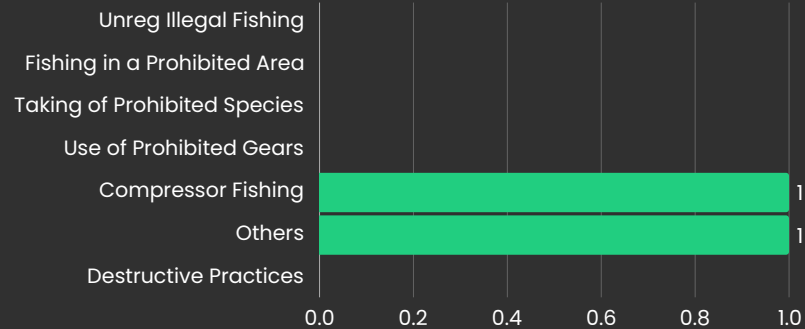 Unreg Illegal Fishing
Fishing in a Prohibited Area
Taking of Prohibited Species
Use of Prohibited Gears
Compressor Fishing 1
Others 1
Destructive Practices
0.0 0.2 0.4 0.6 0.8 1.0